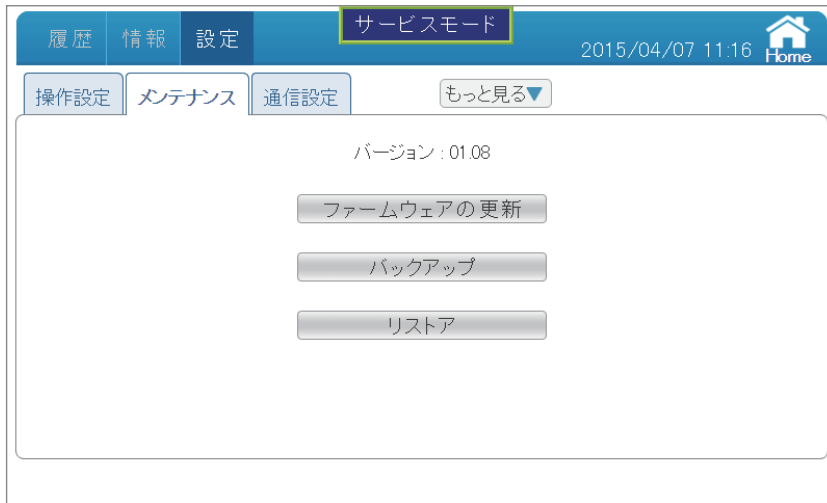 履歴 情報 設定 サービスモード 2015/04/07 11:16 Home
操作設定 メンテナンス 通信設定 もっと見る▼
バージョン : 01.08
ファームウェアの更新
バックアップ
リストア